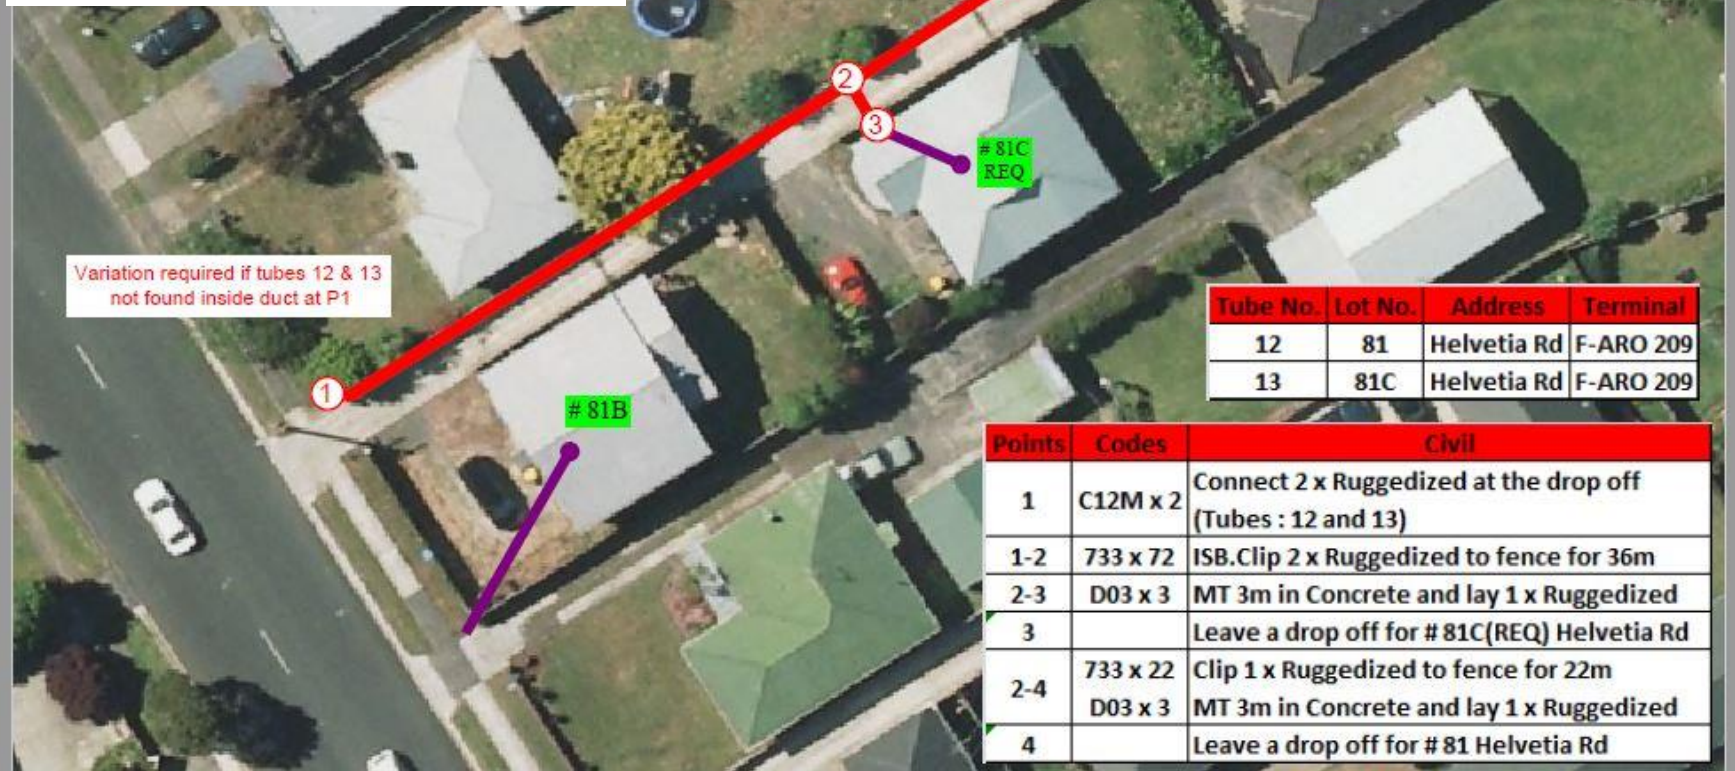 2
3
# 81C
REQ
Variation required if tubes 12 & 13
not found inside duct at P1
1
# 81B
Tube No. Lot No. Address Terminal
12 81 Helvetia Rd F-ARO 209
13 81C Helvetia Rd F-ARO 209
Points Codes Civil
1 C12M x 2 Connect 2 x Ruggedized at the drop off
(Tubes : 12 and 13)
1-2 733 x 72 ISB.Clip 2 x Ruggedized to fence for 36m
2-3 D03 x 3 MT 3m in Concrete and lay 1 x Ruggedized
3 Leave a drop off for # 81C(REQ) Helvetia Rd
2-4 733 x 22 Clip 1 x Ruggedized to fence for 22m
D03 x 3 MT 3m in Concrete and lay 1 x Ruggedized
4 Leave a drop off for # 81 Helvetia Rd